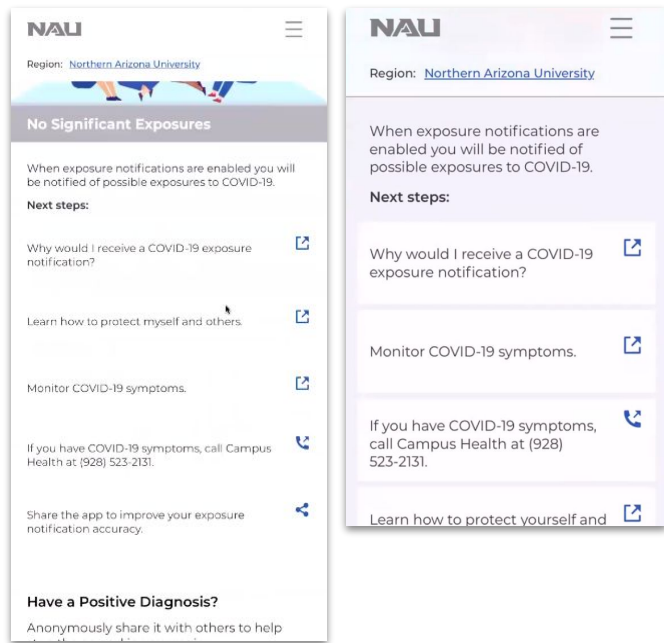 NAU
Region: Northern Arizona University
No Significant Exposures
When exposure notifications are enabled you will
be notified of possible exposures to COVID-19.
Next steps:
Why would I receive a COVID-19 exposure
notification?
Learn how to protect myself and others.
Monitor COVID-19 symptoms.
If you have COVID-19 symptoms, call Campus
Health at (928) 523-2131.
Share the app to improve your exposure
notification accuracy.
Have a Positive Diagnosis?
Anonymously share it with others to help
NAU
Region: Northern Arizona University
When exposure notifications are
enabled you will be notified of
possible exposures to COVID-19.
Next steps:
Why would I receive a COVID-19
exposure notification?
Monitor COVID-19 symptoms.
If you have COVID-19 symptoms,
call Campus Health at (928)
523-2131.
Learn how to protect yourself and